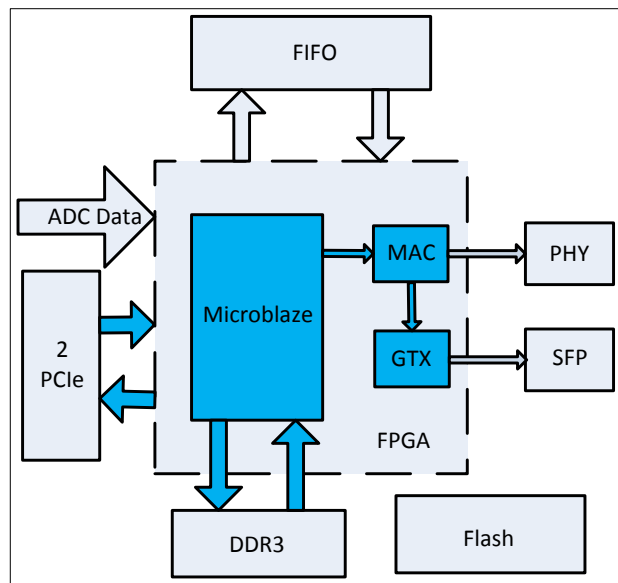 FIFO
ADC Data
MAC
PHY
Microblaze
2
PCIe
GTX
SFP
FPGA
DDR3
Flash